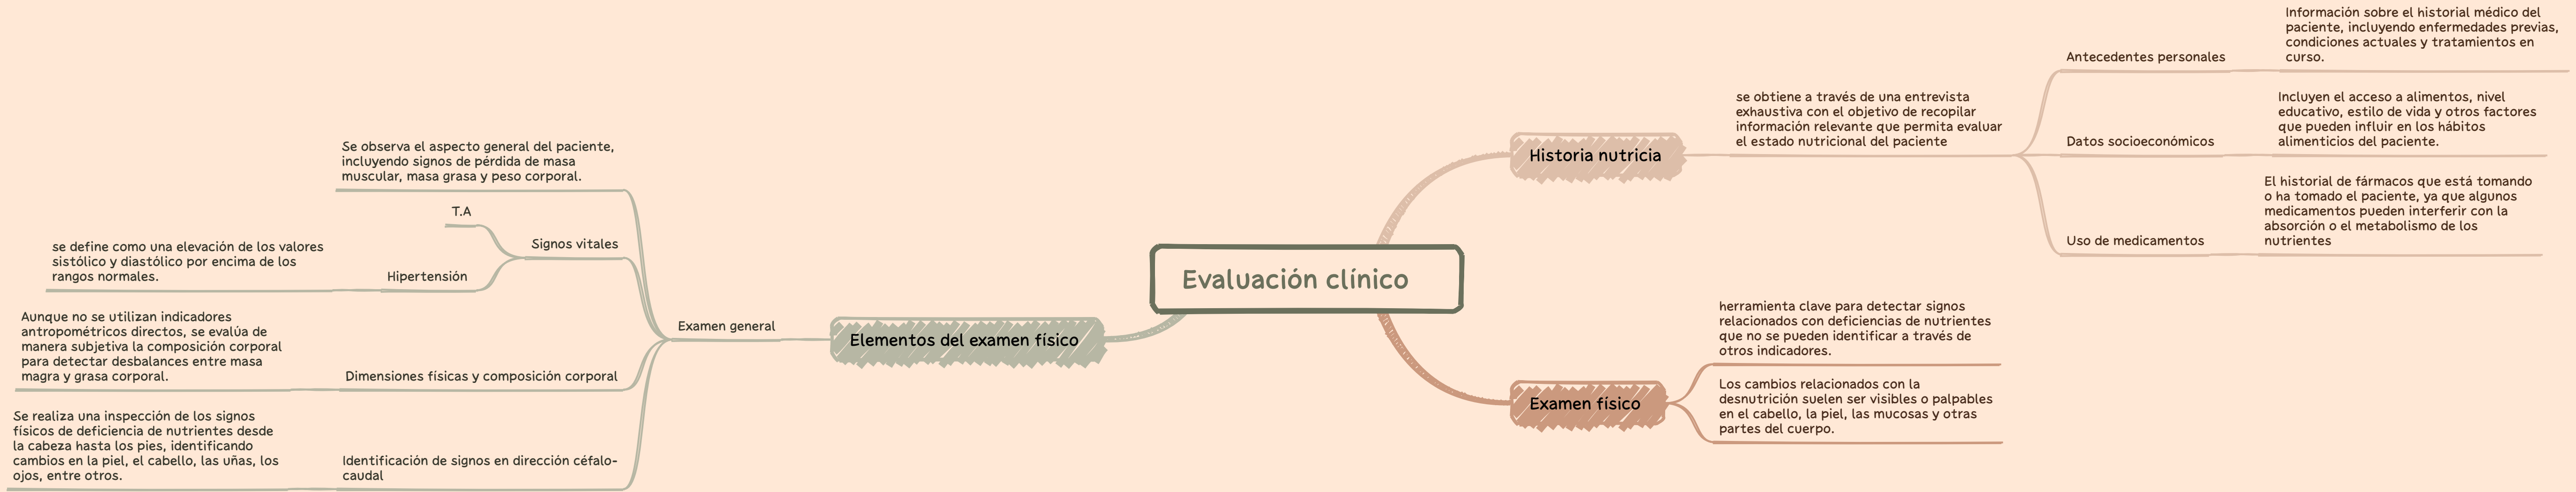 Evaluación clínico
Historia nutricia
se obtiene a través de una entrevista
exhaustiva con el objetivo de recopilar
información relevante que permita evaluar
el estado nutricional del paciente
Antecedentes personales
Información sobre el historial médico del
paciente, incluyendo enfermedades previas,
condiciones actuales y tratamientos en
curso.
Datos socioeconómicos
Incluyen el acceso a alimentos, nivel
educativo, estilo de vida y otros factores
que pueden influir en los hábitos
alimenticios del paciente.
Uso de medicamentos
El historial de fármacos que está tomando
o ha tomado el paciente, ya que algunos
medicamentos pueden interferir con la
absorción o el metabolismo de los
nutrientes
Examen físico
herramienta clave para detectar signos
relacionados con deficiencias de nutrientes
que no se pueden identificar a través de
otros indicadores.
Los cambios relacionados con la
desnutrición suelen ser visibles o palpables
en el cabello, la piel, las mucosas y otras
partes del cuerpo.
Elementos del examen físico
Examen general
Se observa el aspecto general del paciente,
incluyendo signos de pérdida de masa
muscular, masa grasa y peso corporal.
Signos vitales
T.A
Hipertensión
se define como una elevación de los valores
sistólico y diastólico por encima de los
rangos normales.
Dimensiones físicas y composición corporal
Aunque no se utilizan indicadores
antropométricos directos, se evalúa de
manera subjetiva la composición corporal
para detectar desbalances entre masa
magra y grasa corporal.
Identificación de signos en dirección céfalo-
caudal
Se realiza una inspección de los signos
físicos de deficiencia de nutrientes desde
la cabeza hasta los pies, identificando
cambios en la piel, el cabello, las uñas, los
ojos, entre otros.